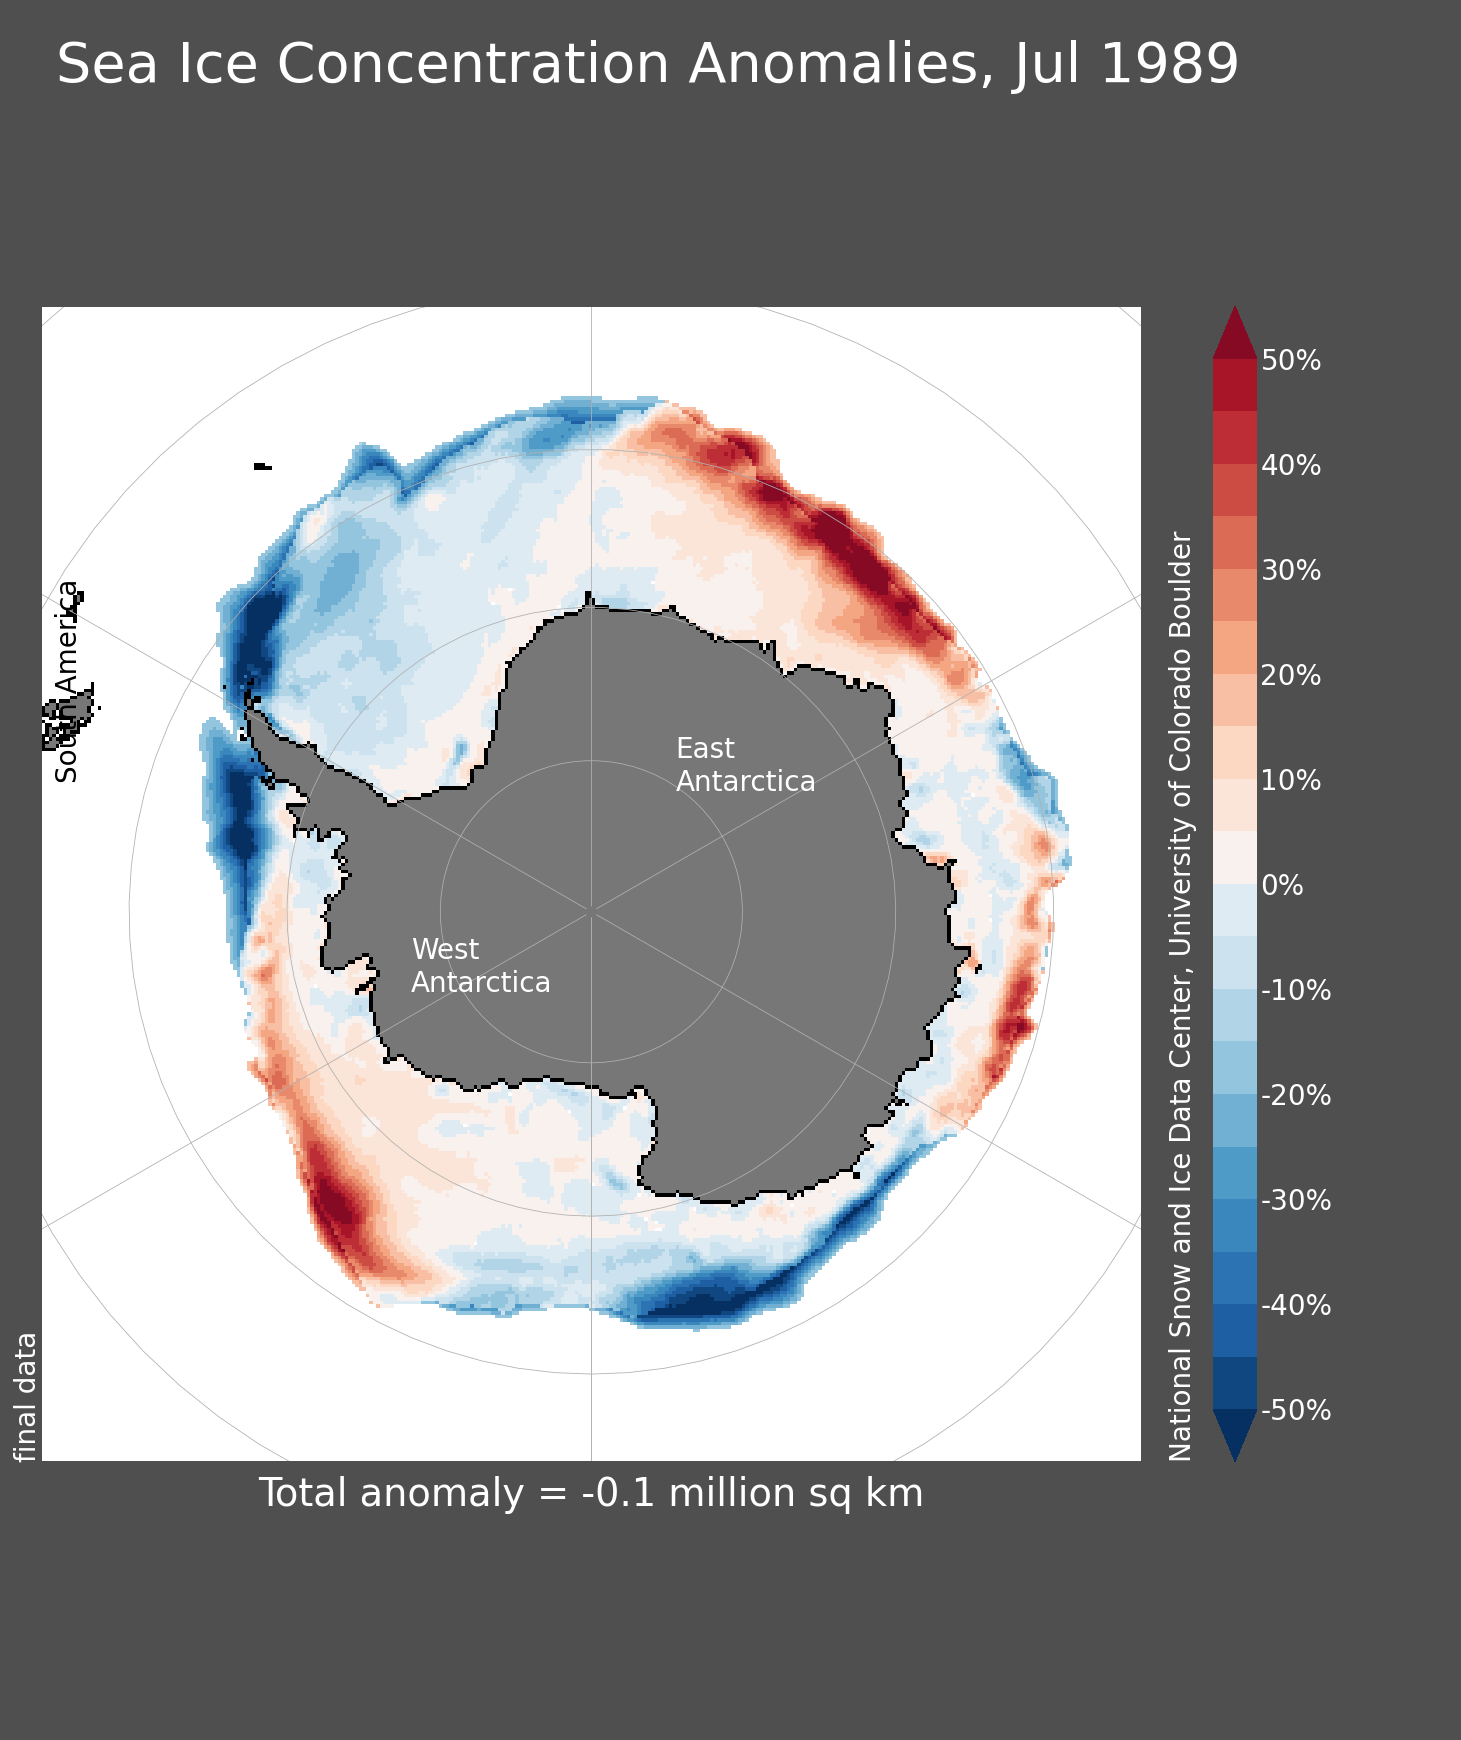 Sea Ice Concentration Anomalies, Jul 1989
South America
East
Antarctica
West
Antarctica
final data
National Snow and Ice Data Center, University of Colorado Boulder
50%
40%
30%
20%
10%
0%
-10%
-20%
-30%
-40%
-50%
Total anomaly = -0.1 million sq km